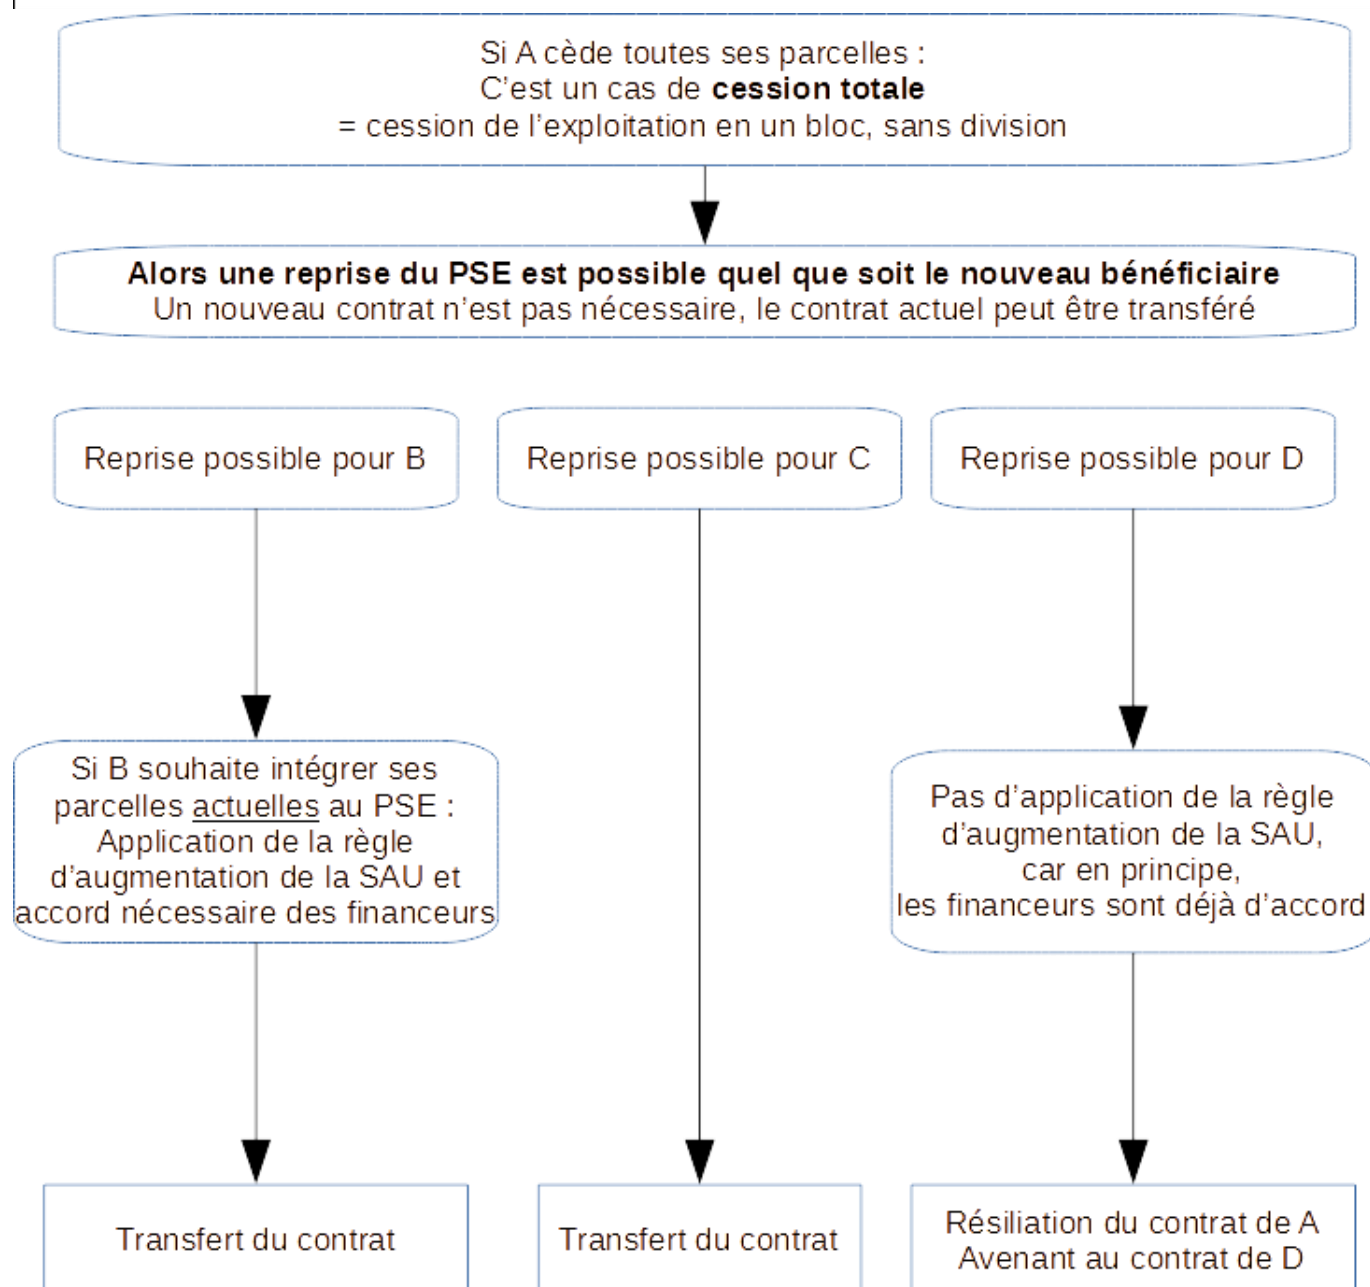 Si A cède toutes ses parcelles :
C’est un cas de cession totale
= cession de l’exploitation en un bloc, sans division
Alors une reprise du PSE est possible quel que soit le nouveau bénéficiaire
Un nouveau contrat n’est pas nécessaire, le contrat actuel peut être transféré
Reprise possible pour B
Reprise possible pour C
Reprise possible pour D
Si B souhaite intégrer ses
parcelles actuelles au PSE :
Application de la règle
d’augmentation de la SAU et
accord nécessaire des financeurs
Pas d’application de la règle
d’augmentation de la SAU,
car en principe,
les financeurs sont déjà d’accord
Transfert du contrat
Transfert du contrat
Résiliation du contrat de A
Avenant au contrat de D